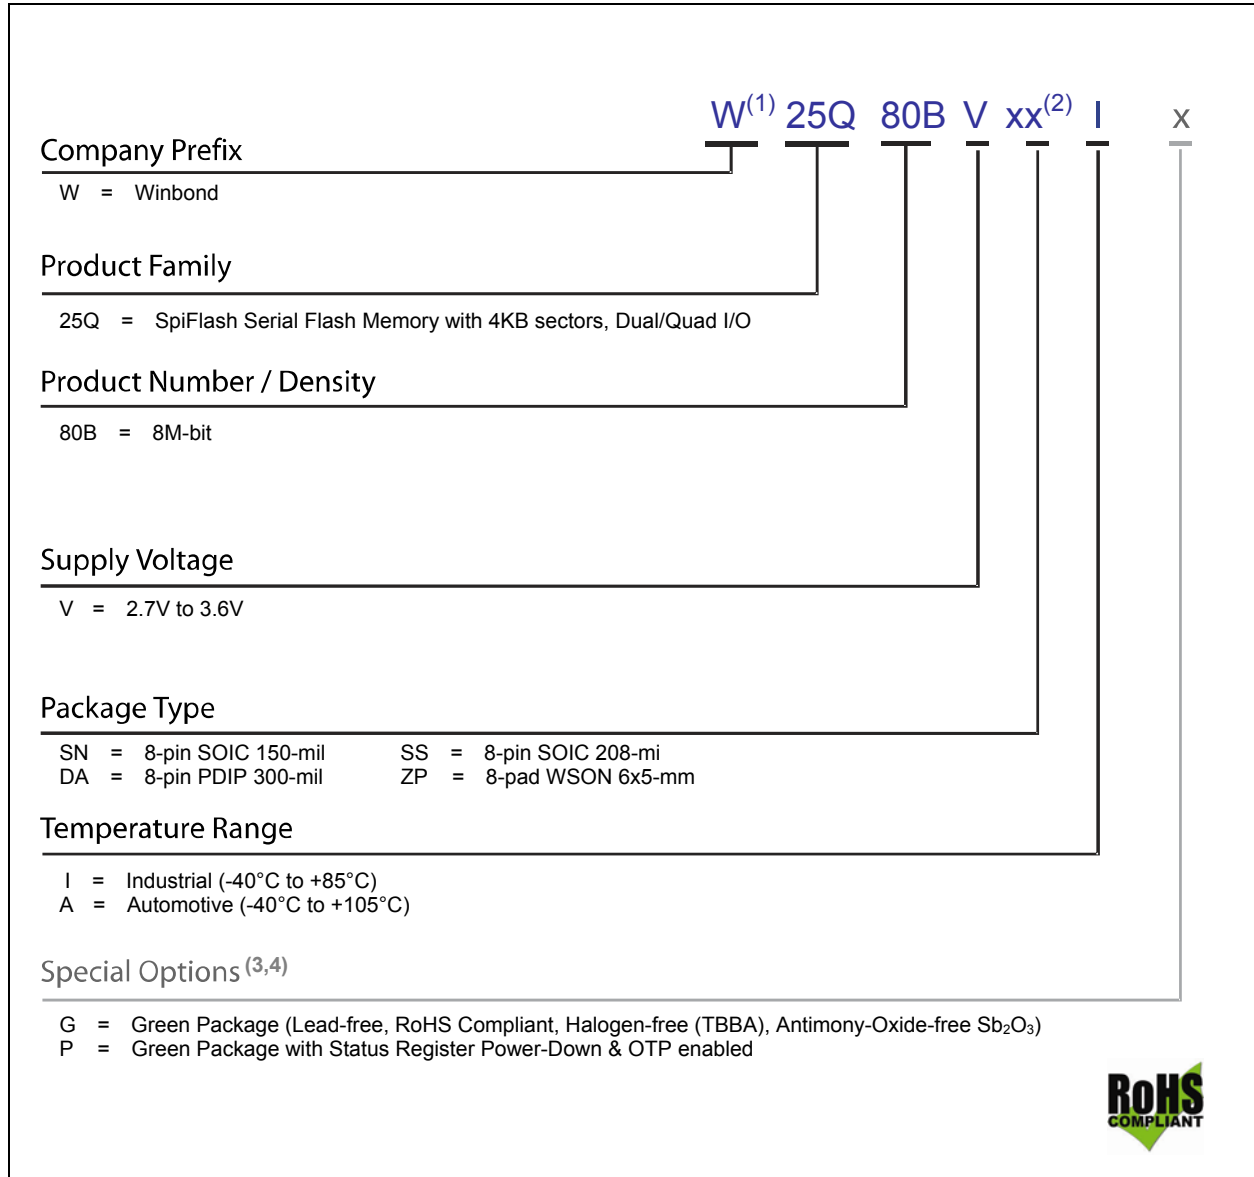 W(1) 25Q 80B V xx(2) I x
Company Prefix
W = Winbond
Product Family
25Q = SpiFlash Serial Flash Memory with 4KB sectors, Dual/Quad I/O
Product Number / Density
80B = 8M-bit
Supply Voltage
V = 2.7V to 3.6V
Package Type
SN = 8-pin SOIC 150-mil SS = 8-pin SOIC 208-mi
DA = 8-pin PDIP 300-mil ZP = 8-pad WSON 6x5-mm
Temperature Range
I = Industrial (-40°C to +85°C)
A = Automotive (-40°C to +105°C)
Special Options (3,4)
G = Green Package (Lead-free, RoHS Compliant, Halogen-free (TBBA), Antimony-Oxide-free Sb₂O₃)
P = Green Package with Status Register Power-Down & OTP enabled
RoHS
COMPLIANT